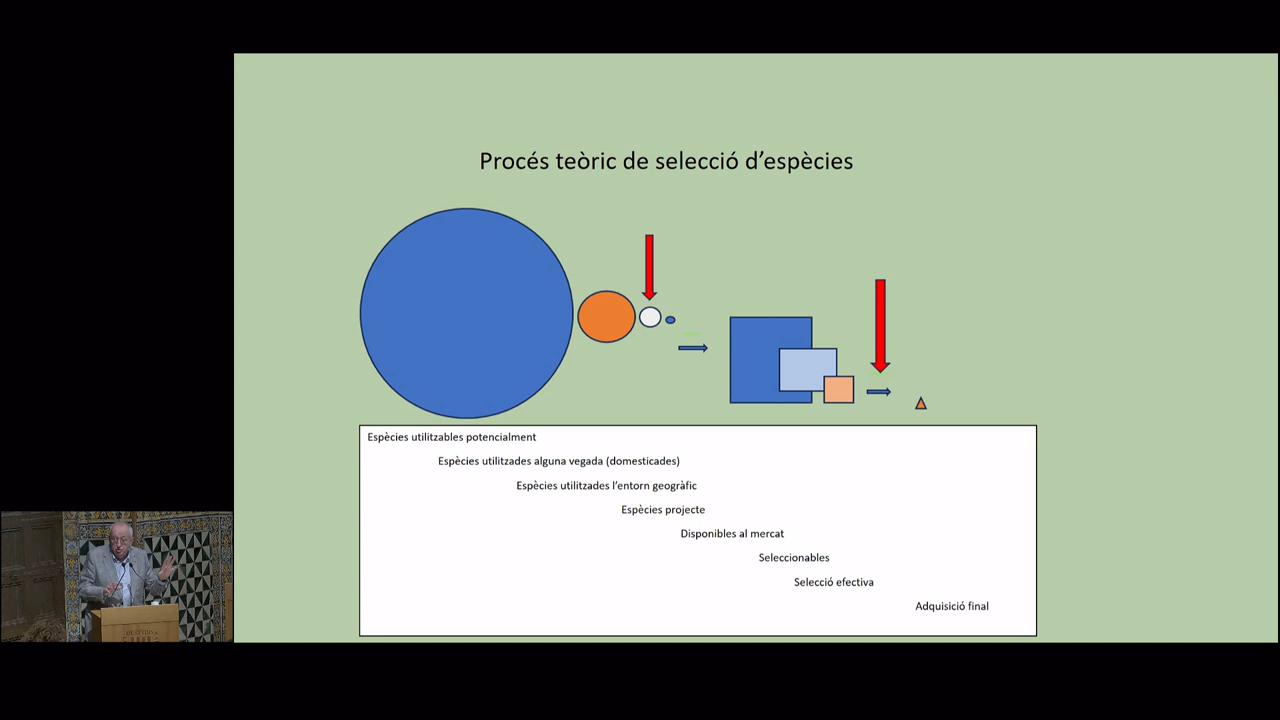 Procés teòric de selecció d’espècies
Espècies utilitzables potencialment
Espècies utilitzades alguna vegada (domesticades)
Espècies utilitzades l’entorn geogràfic
Espècies projecte
Disponibles al mercat
Seleccionables
Selecció efectiva
Adquisició final